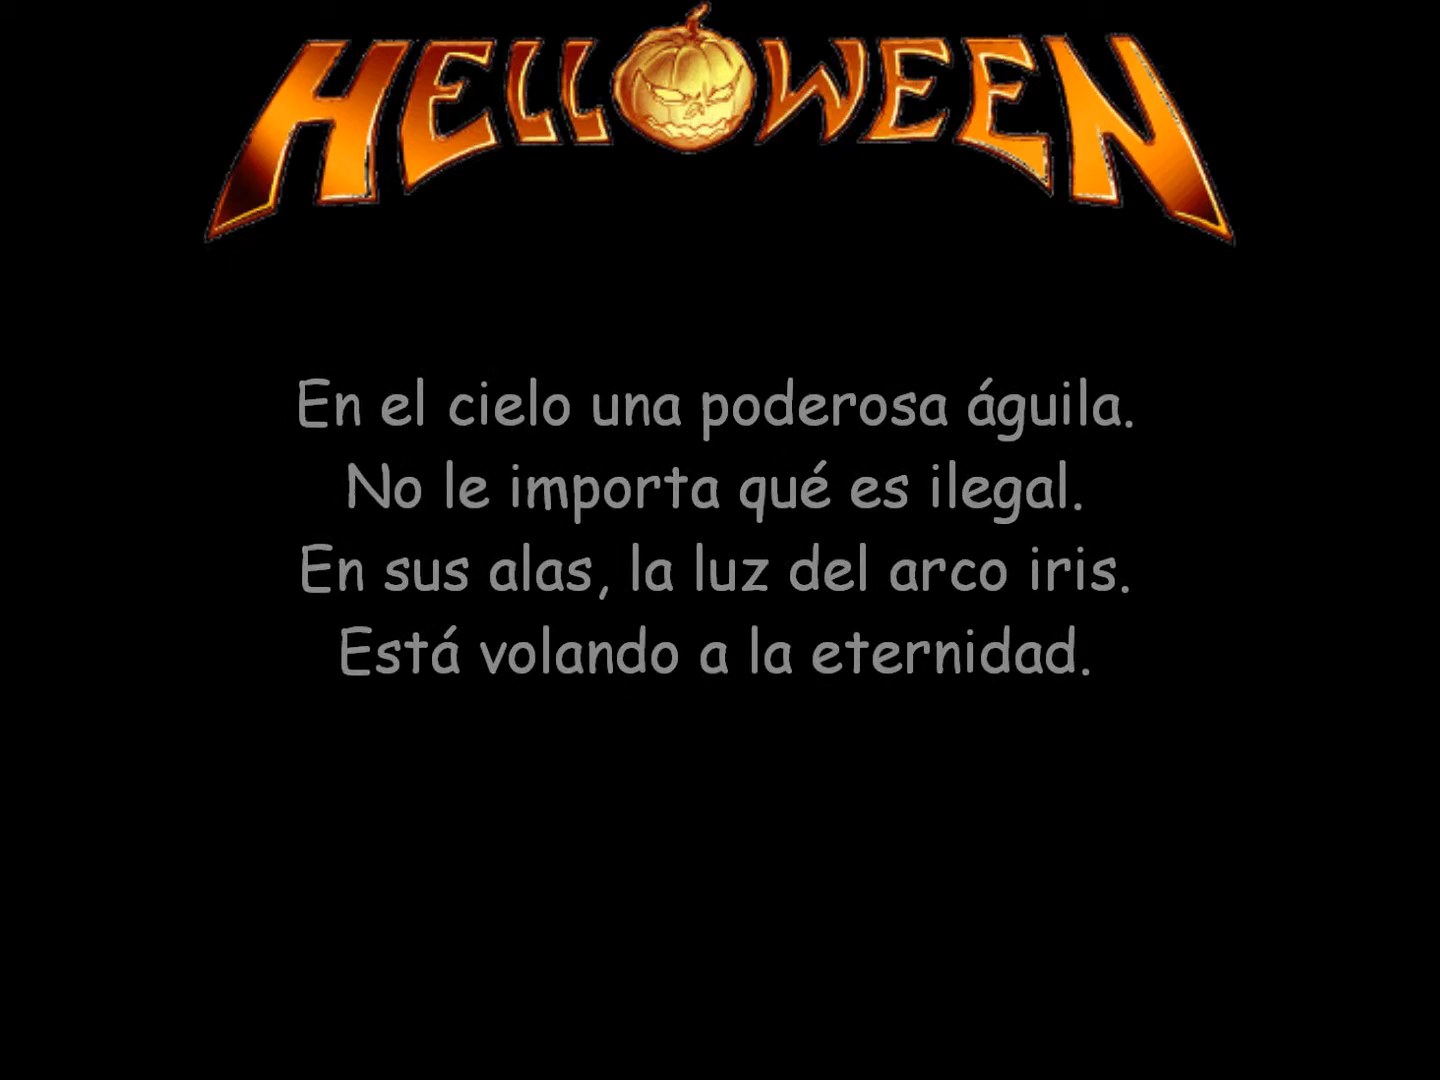 HELLOWEEN
En el cielo una poderosa águila.
No le importa qué es ilegal.
En sus alas, la luz del arco iris.
Está volando a la eternidad.